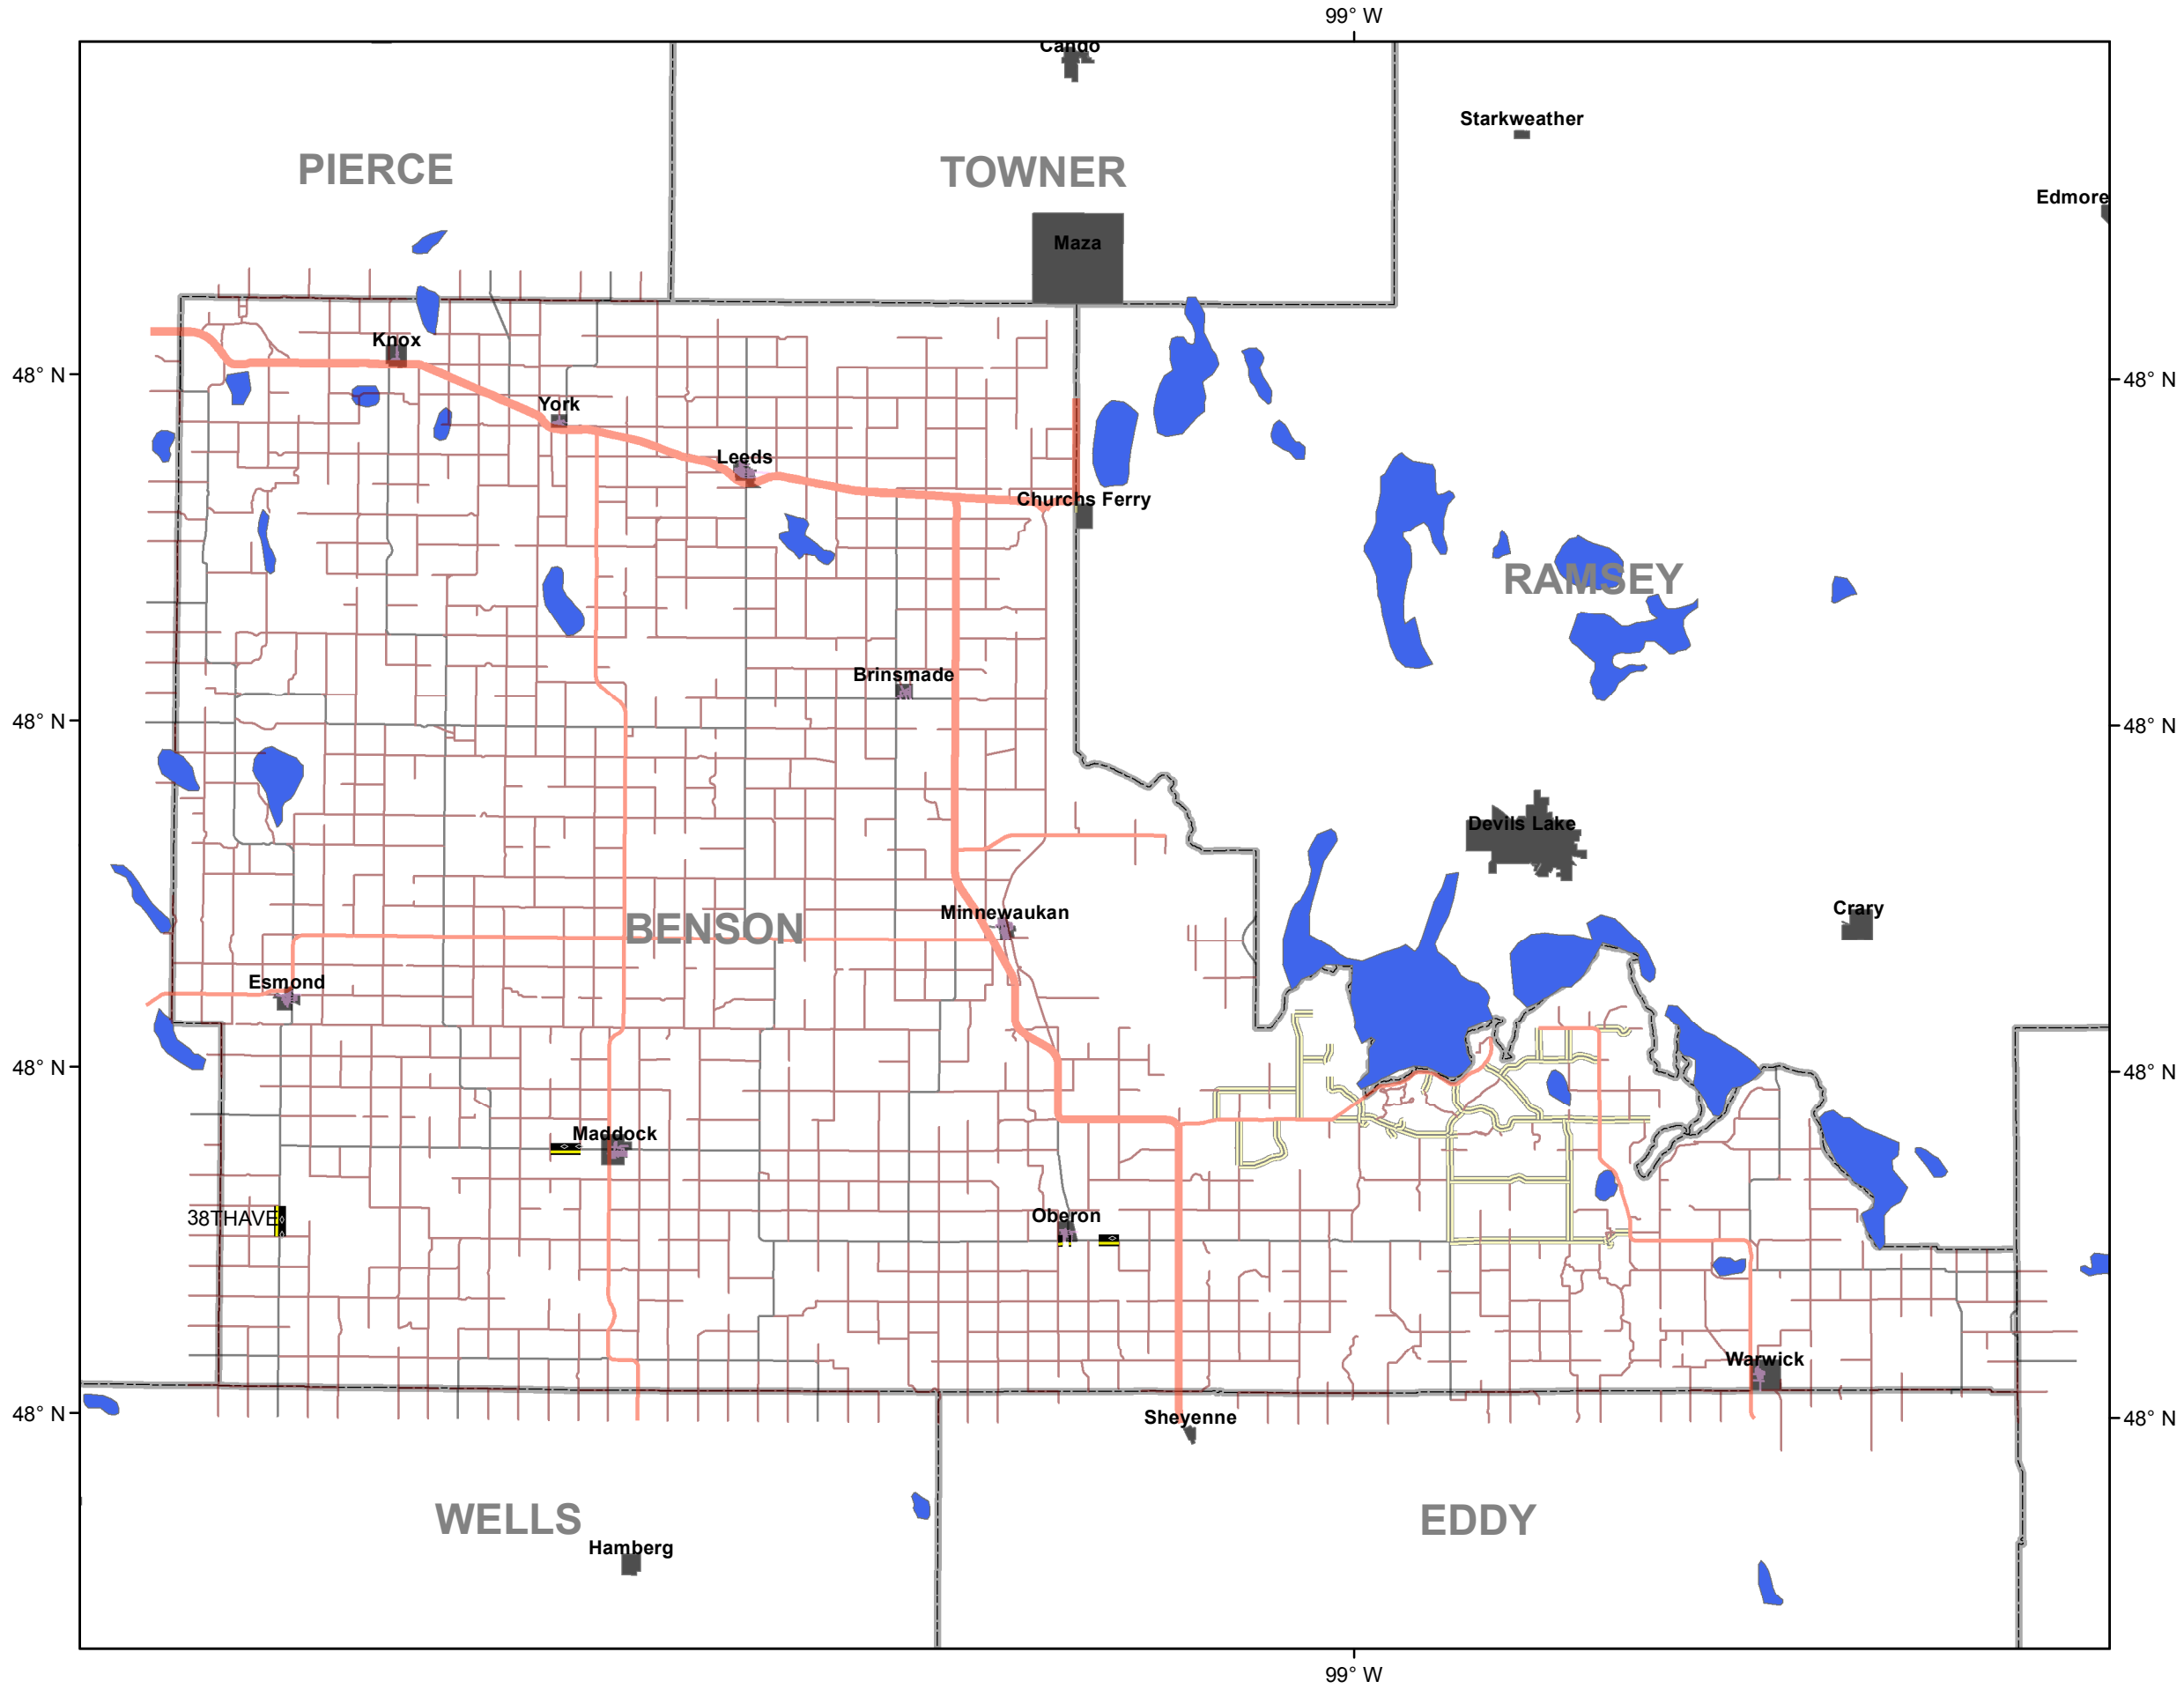 99° W
Cando
Starkweather
PIERCE
TOWNER
Edmore
Maza
Knox
48° N
48° N
York
Leeds
Churchs Ferry
RAMSEY
Brinsmade
48° N
48° N
Devils Lake
Minnewaukan
Crary
BENSON
Esmond
48° N
48° N
Maddock
38THAVE
Oberon
Warwick
48° N
Sheyenne
48° N
WELLS
EDDY
Hamberg
99° W